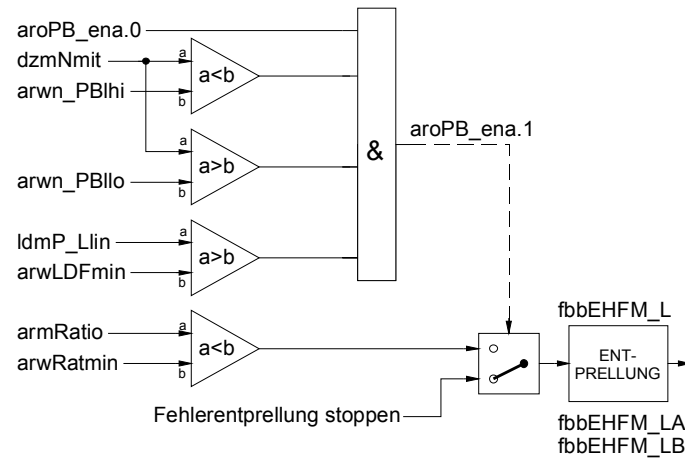 aroPB_ena.0
dzmNmit
a
a<b
arwn_PBlhi
b
aroPB_ena.1
&
a
a>b
arwn_PBllo
b
ldmP_Llin
a
a>b
arwLDFmin
b
armRatio
a
a<b
arwRatmin
b
fbbEHFM_L
ENT-
PRELLUNG
Fehlerentprellung stoppen
fbbEHFM_LA
fbbEHFM_LB